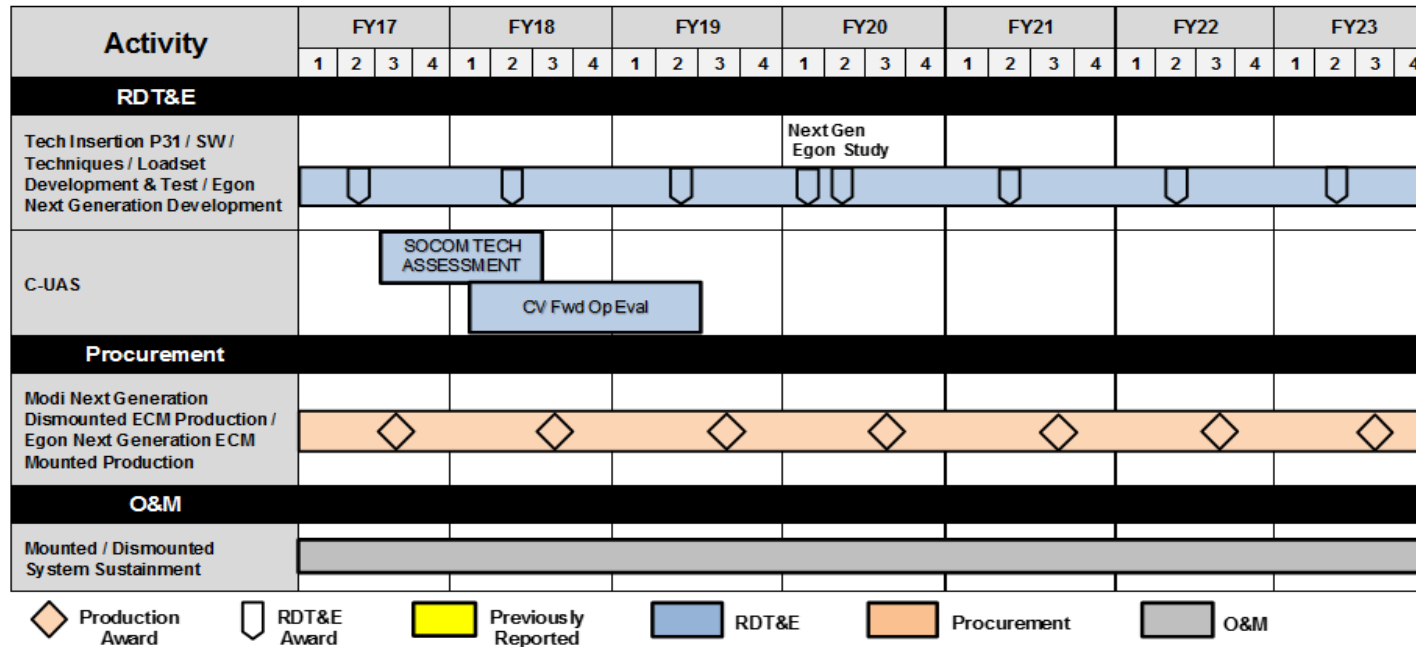 Activity
FY17 FY18 FY19 FY20 FY21 FY22 FY23
1 2 3 4 1 2 3 4 1 2 3 4 1 2 3 4 1 2 3 4 1 2 3 4 1 2 3 4
RDT&E
Tech Insertion P31 / SW /
Techniques / Loadset
Development & Test / Egon
Next Generation Development
Next Gen
Egon Study
C-UAS
SOCOM TECH
ASSESSMENT
CV Fwd Op Eval
Procurement
Modi Next Generation
Dismounted ECM Production /
Egon Next Generation ECM
Mounted Production
O&M
Mounted / Dismounted
System Sustainment
Production
Award
RDT&E
Award
Previously
Reported
RDT&E
Procurement
O&M